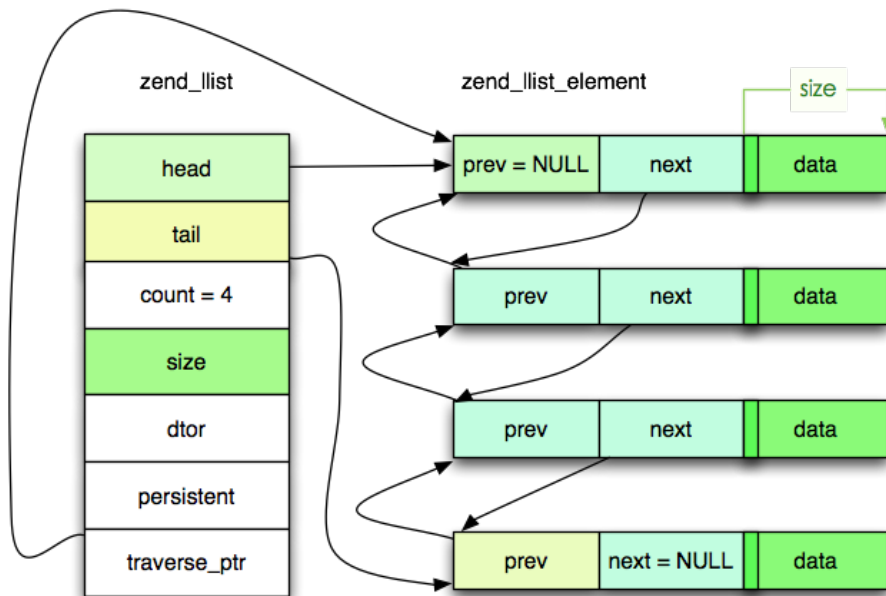 zend_llist
head
tail
count = 4
size
dtor
persistent
traverse_ptr
zend_llist_element
size
prev = NULL next data
prev next data
prev next data
prev next = NULL data